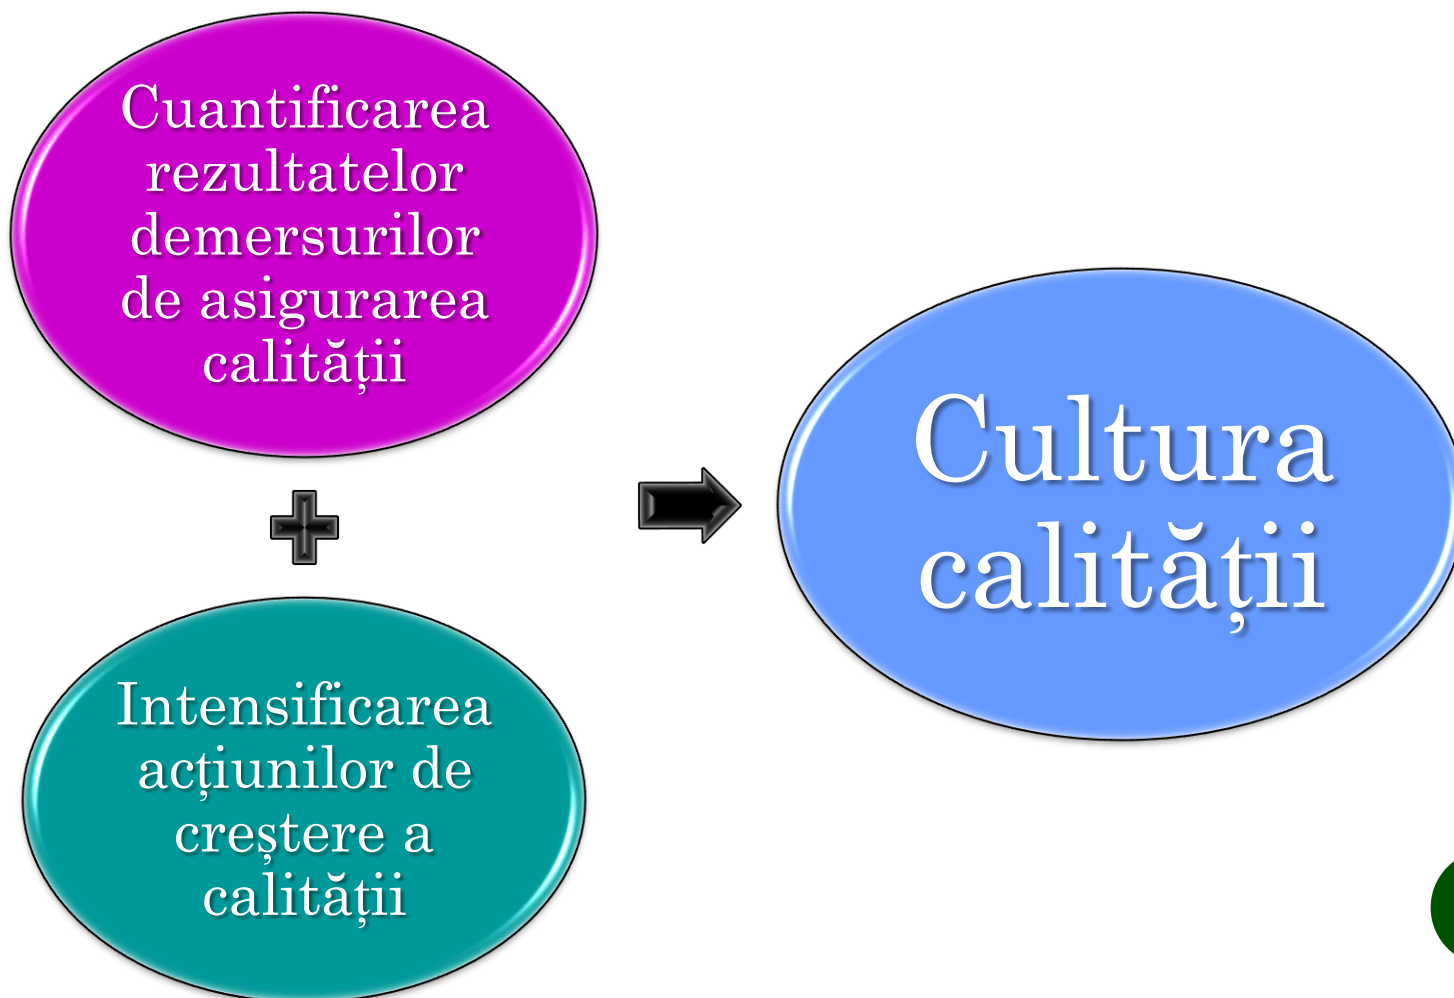 Cuantificarea
rezultatelor
demersurilor
de asigurarea
calității
Intensificarea
acțiunilor de
creștere a
calității
Cultura
calității